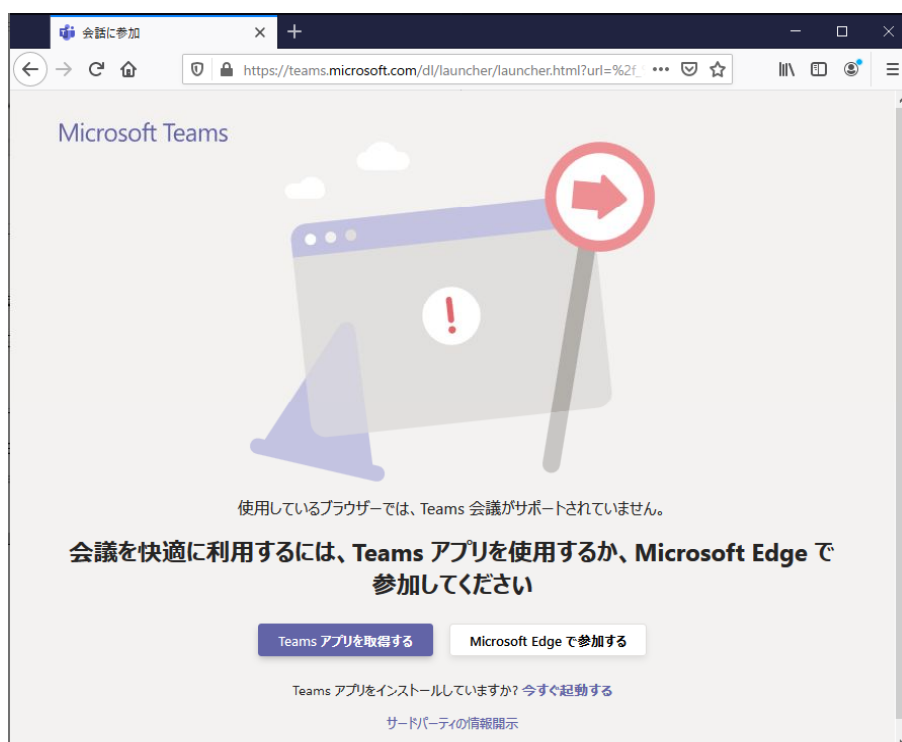 会話に参加
https://teams.microsoft.com/dl/launcher/launcher.html?url=%2f_
Microsoft Teams
使用しているブラウザーでは、Teams 会議がサポートされていません。
会議を快適に利用するには、Teams アプリを使用するか、Microsoft Edge で
参加してください
Teams アプリを取得する
Microsoft Edge で参加する
Teams アプリをインストールしていますか? 今すぐ起動する
サードパーティの情報開示